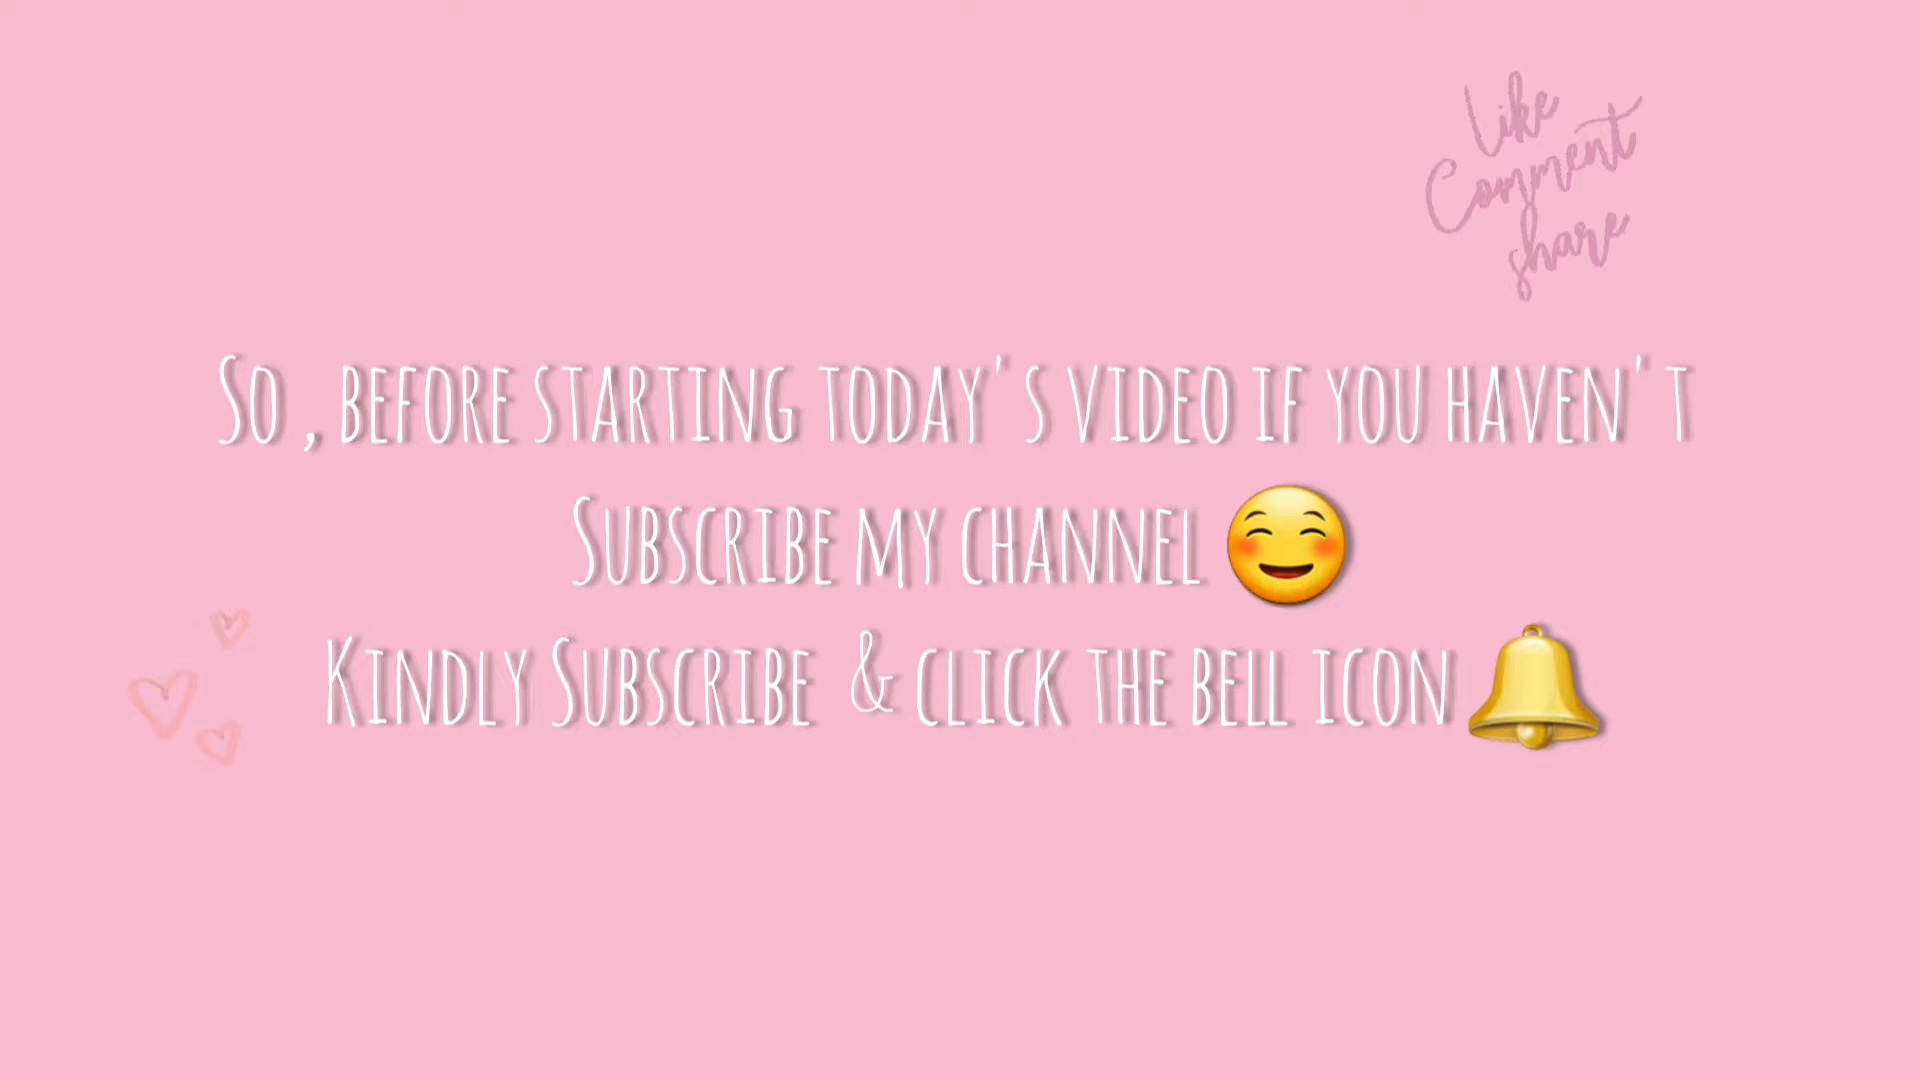 Like
Comment
share
So , before starting today's video if you haven't
Subscribe my channel 😊
Kindly Subscribe & click the bell icon 🔔